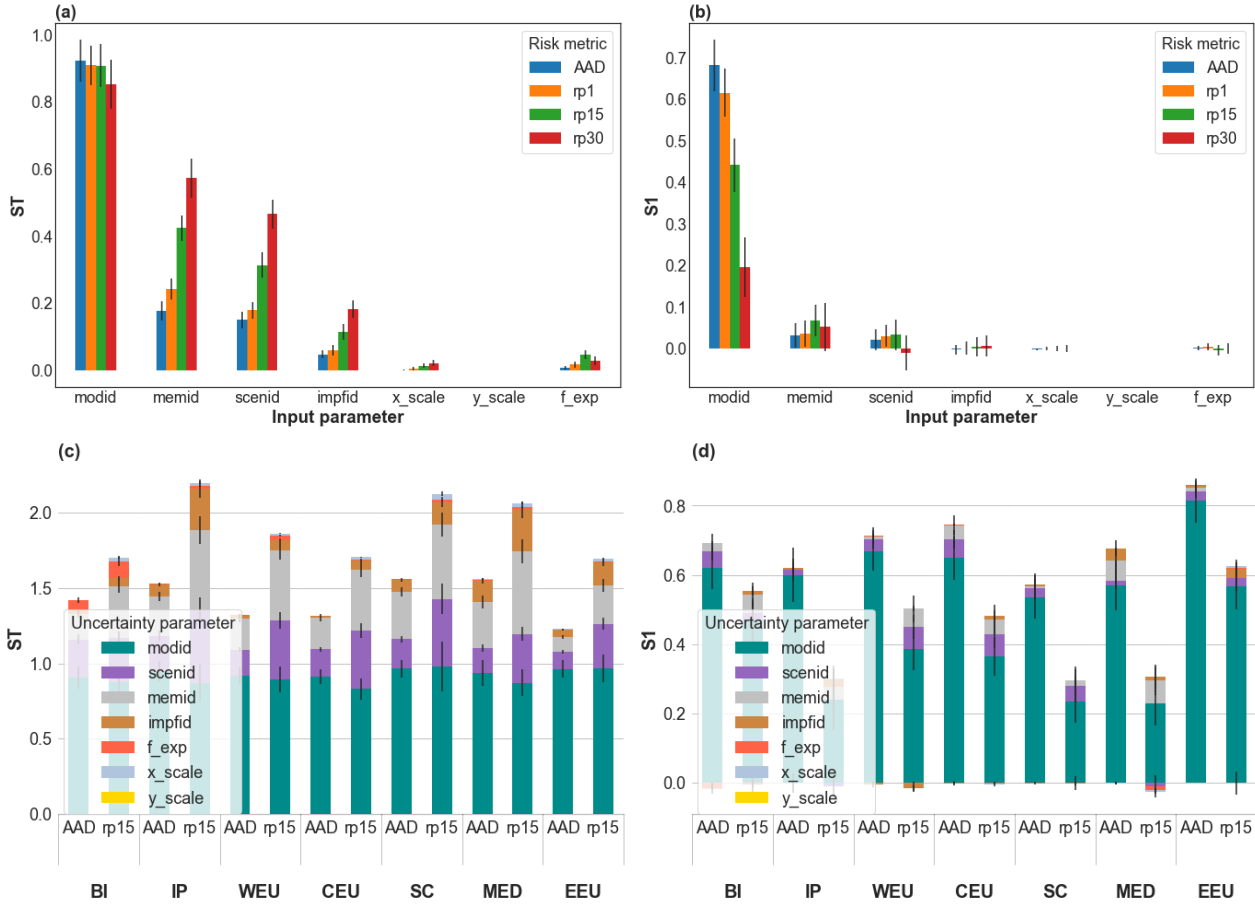 (a)
ST
1.0
0.8
0.6
0.4
0.2
0.0
Risk metric
AAD
rp1
rp15
rp30
modid memid scenid impfid x_scale y_scale f_exp
Input parameter
(b)
S1
0.7
0.6
0.5
0.4
0.3
0.2
0.1
0.0
Risk metric
AAD
rp1
rp15
rp30
modid memid scenid impfid x_scale y_scale f_exp
Input parameter
(c)
ST
2.0
1.5
1.0
0.5
0.0
Uncertainty parameter
modid
scenid
memid
impfid
f_exp
x_scale
y_scale
AAD rp15 AAD rp15 AAD rp15 AAD rp15 AAD rp15 AAD rp15 AAD rp15
BI IP WEU CEU SC MED EEU
(d)
S1
0.8
0.6
0.4
0.2
0.0
Uncertainty parameter
modid
scenid
memid
impfid
f_exp
x_scale
y_scale
AAD rp15 AAD rp15 AAD rp15 AAD rp15 AAD rp15 AAD rp15 AAD rp15
BI IP WEU CEU SC MED EEU